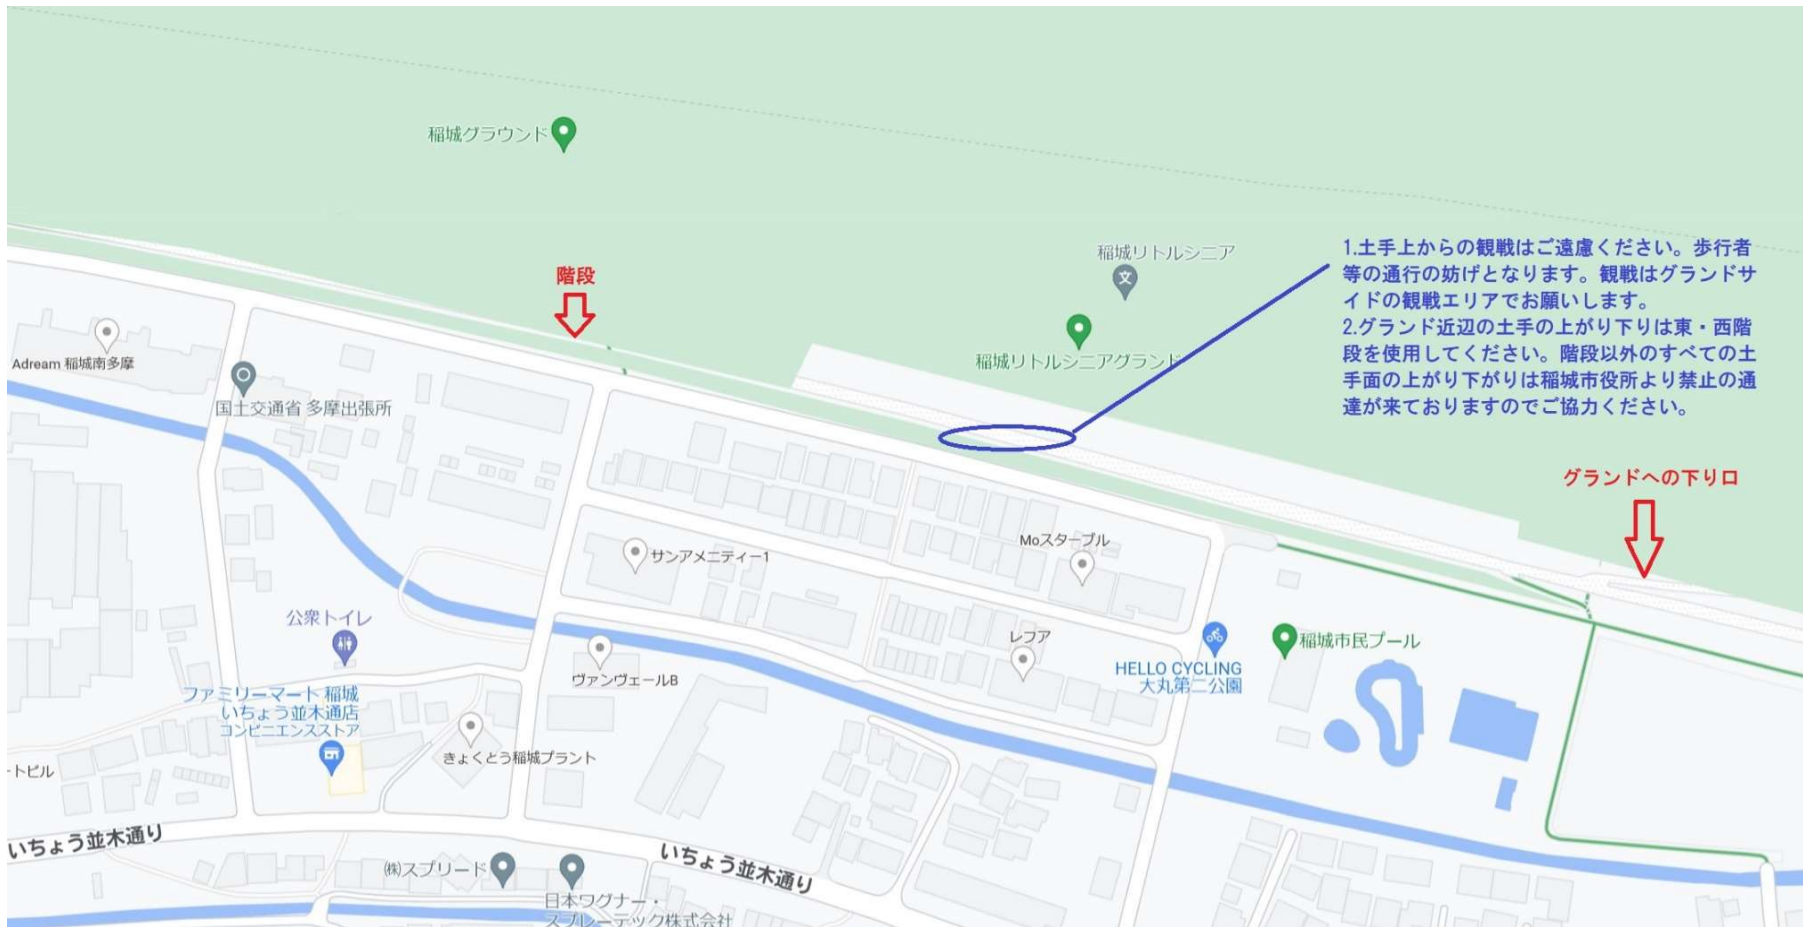 稲城グラウンド
稲城リトルシニア
1.土手上からの観戦はご遠慮ください。歩行者
等の通行の妨げとなります。観戦はグランドサ
イドの観戦エリアでお願いします。
2.グランド近辺の土手の上がり下りは東・西階
段を使用してください。階段以外のすべての土
手面の上がり下がりは稲城市役所より禁止の通
達が来ておりますのでご協力ください。
階段
文
稲城リトルシニアグランド
Adream 稲城南多摩
国土交通省 多摩出張所
グランドへの下り口
サンアメニティー1
Moスターブル
公衆トイレ
レフア
稲城市民プール
HELLO CYCLING
大丸第二公園
ヴァンヴェールB
ファミリーマート 稲城
いちょう並木通店
コンビニエンスストア
きょくとう稲城プラント
ートビル
いちょう並木通り
いちょう並木通り
㈱スプリード
日本ワグナー・
スプレーテック株式会社